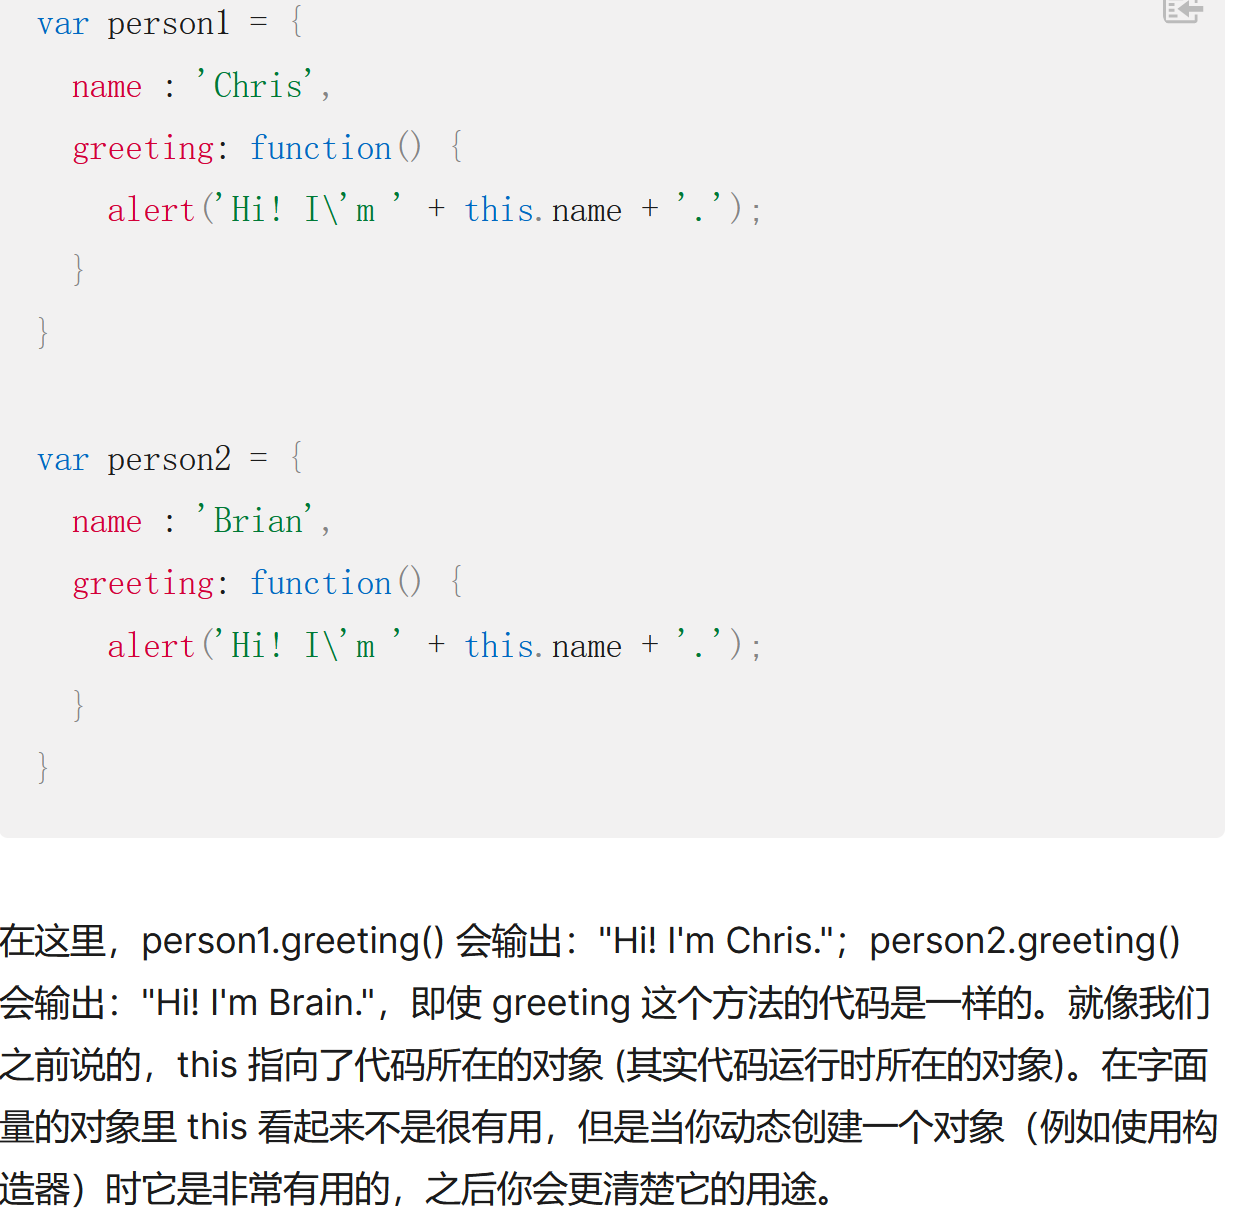 var person1 = {
  name : 'Chris',
  greeting: function() {
    alert('Hi! I\'m ' + this.name + '.');
  }
}

var person2 = {
  name : 'Brian',
  greeting: function() {
    alert('Hi! I\'m ' + this.name + '.');
  }
}

在这里，person1.greeting() 会输出："Hi! I'm Chris."；person2.greeting()
会输出："Hi! I'm Brain."，即使 greeting 这个方法的代码是一样的。就像我们
之前说的，this 指向了代码所在的对象 (其实代码运行时所在的对象)。在字面
量的对象里 this 看起来不是很有用，但是当你动态创建一个对象（例如使用构
造器）时它是非常有用的，之后你会更清楚它的用途。